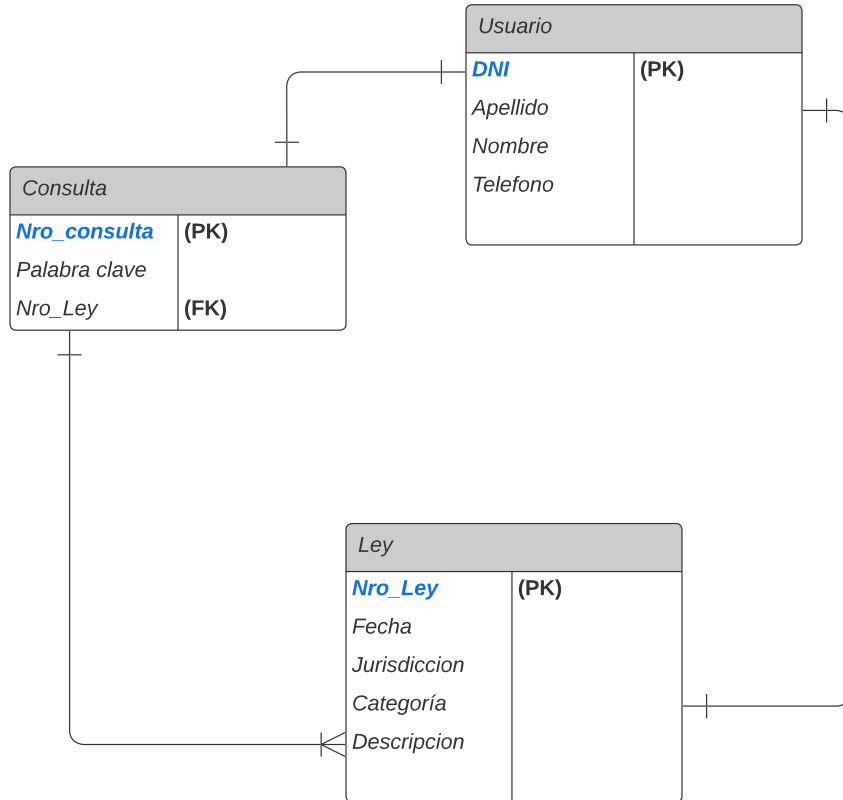 Usuario
DNI (PK)
Apellido
Nombre
Telefono
Consulta
Nro_consulta (PK)
Palabra clave
Nro_Ley (FK)
Ley
Nro_Ley (PK)
Fecha
Jurisdiccion
Categoría
Descripcion